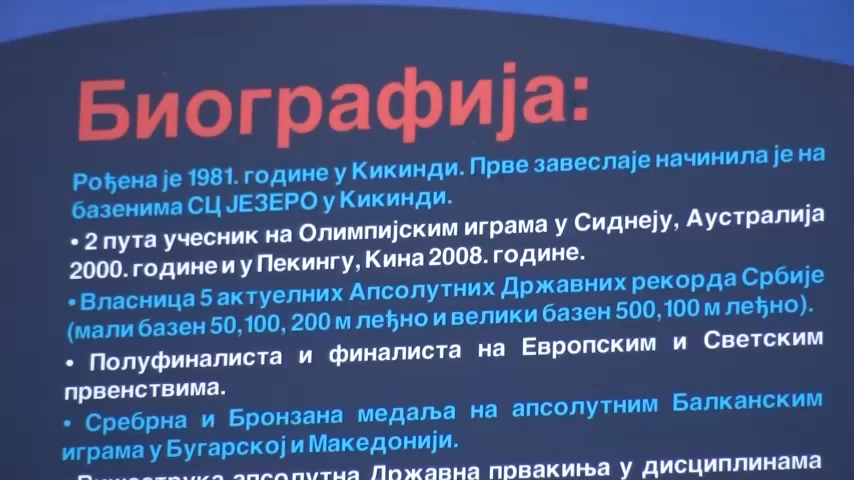 Биографија:
Рођена је 1981. године у Кикинди. Прве завеслаје начинила је на
базенима СЦ ЈЕЗЕРО у Кикинди.
• 2 пута учесник на Олимпијским играма у Сиднеју, Аустралија
2000. године и у Пекингу, Кина 2008. године.
• Власница 5 актуелних Апсолутних Државних рекорда Србије
(мали базен 50,100, 200 м леђно и велики базен 500,100 м леђно).
• Полуфиналиста и финалиста на Европским и Светским
првенствима.
• Сребрна и Бронзана медаља на апсолутним Балканским
играма у Бугарској и Македонији.
апсолутна Државна првакиња у дисциплинама